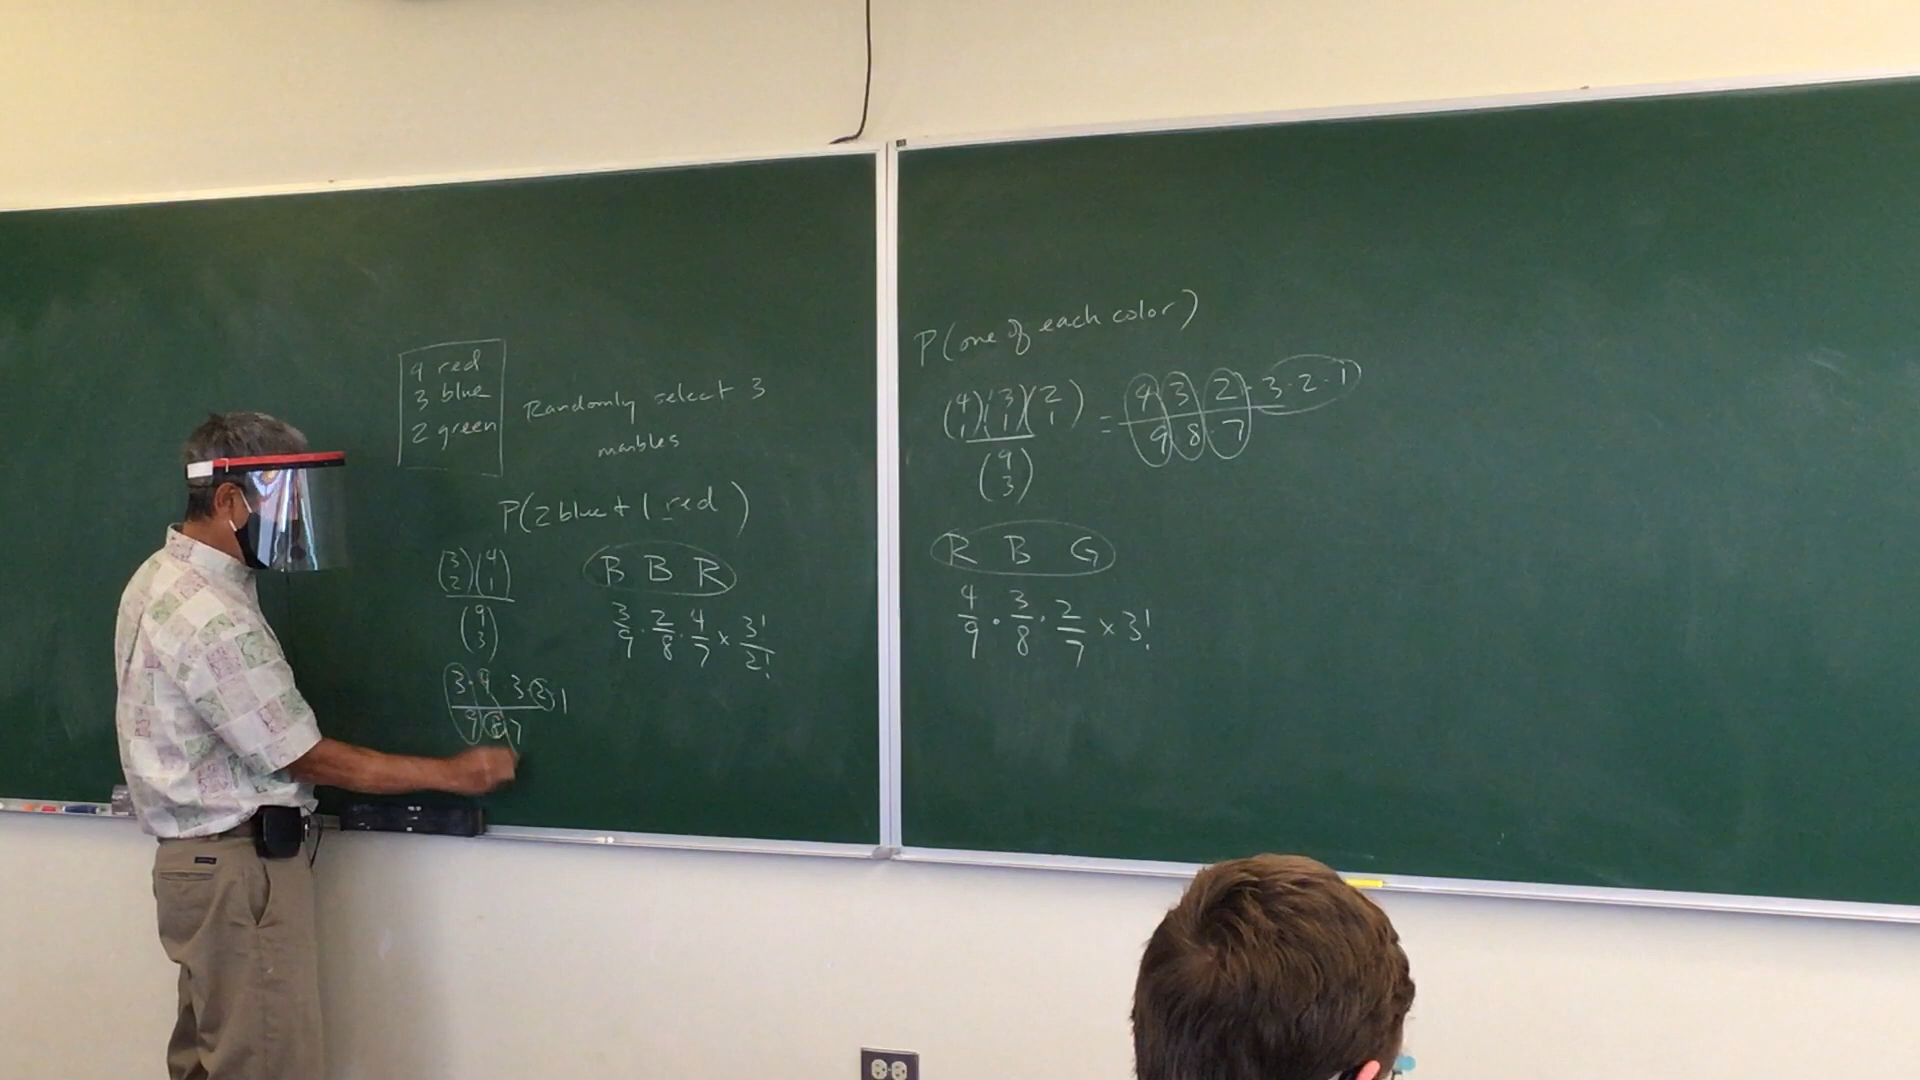 4 red
3 blue
2 green
Randomly select 3
marbles
P(2 blue + 1 red)
(3 2)(4 1)
(9 3)
B B R
3/9 · 2/8 · 4/7 × 3!/2!
3 · 4 3 · 2 · 1
9 8 7
P(one of each color)
(4 1)(3 1)(2 1) / (9 3) = 4 · 3 · 2 · 3 · 2 · 1 / 9 · 8 · 7
R B G
4/9 · 3/8 · 2/7 × 3!